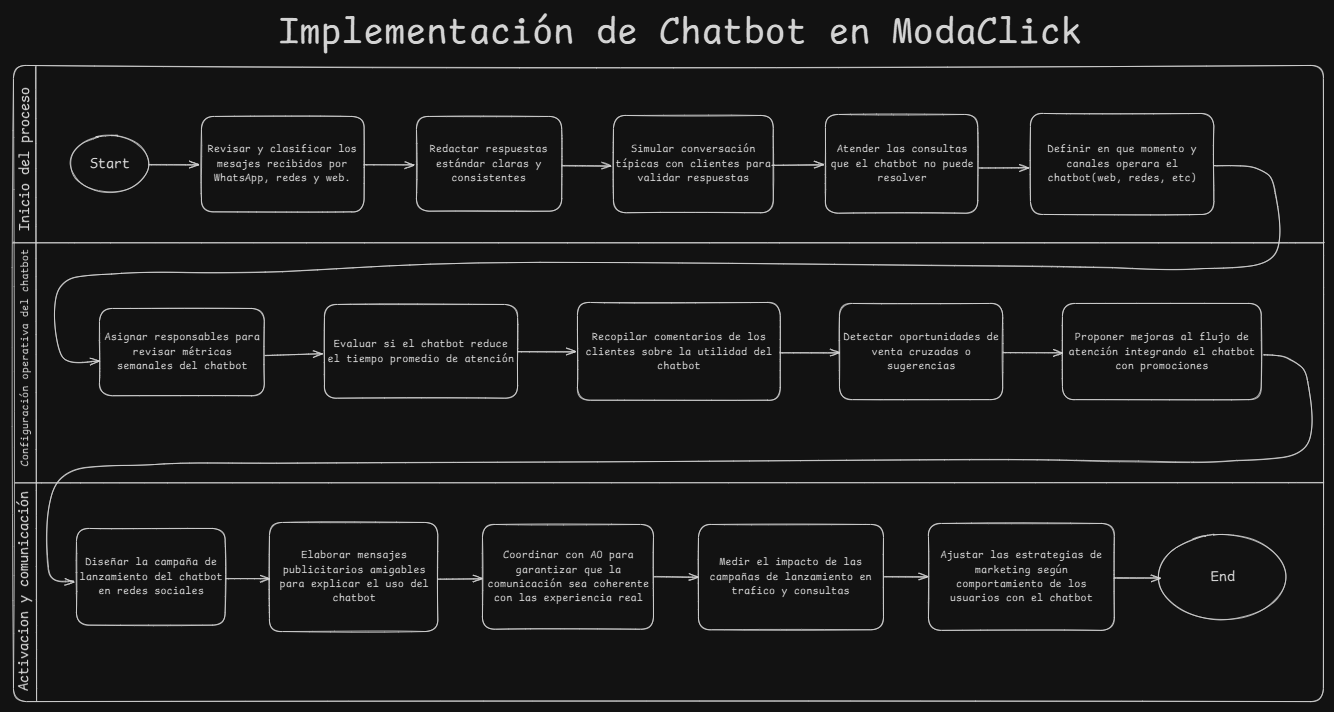 Implementación de Chatbot en ModaClick
Inicio del proceso
Start
Revisar y clasificar los
mesajes recibidos por
WhatsApp, redes y web.
Redactar respuestas
estándar claras y
consistentes
Simular conversación
típicas con clientes para
validar respuestas
Atender las consultas
que el chatbot no puede
resolver
Definir en que momento y
canales operara el
chatbot(web, redes, etc)
Configuración operativa del chatbot
Asignar responsables para
revisar métricas
semanales del chatbot
Evaluar si el chatbot reduce
el tiempo promedio de atención
Recopilar comentarios de los
clientes sobre la utilidad del
chatbot
Detectar oportunidades de
venta cruzadas o
sugerencias
Proponer mejoras al flujo de
atención integrando el chatbot
con promociones
Activacion y comunicación
Diseñar la campaña de
lanzamiento del chatbot
en redes sociales
Elaborar mensajes
publicitarios amigables
para explicar el uso del
chatbot
Coordinar con AO para
garantizar que la
comunicación sea coherente
con las experiencia real
Medir el impacto de las
campañas de lanzamiento en
trafico y consultas
Ajustar las estrategias de
marketing según
comportamiento de los
usuarios con el chatbot
End